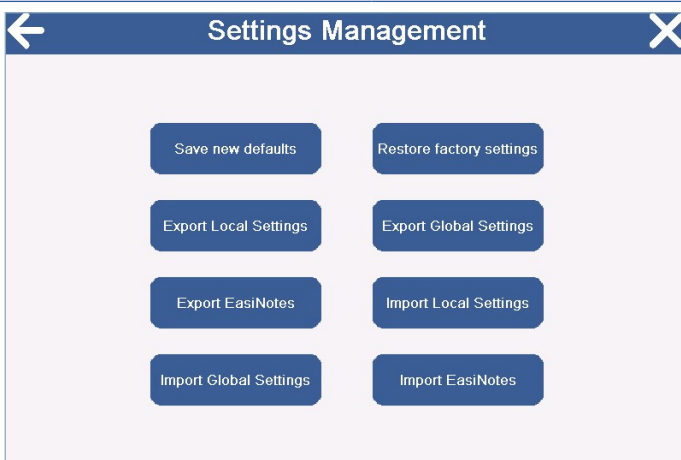 Settings Management
Save new defaults
Restore factory settings
Export Local Settings
Export Global Settings
Export EasiNotes
Import Local Settings
Import Global Settings
Import EasiNotes